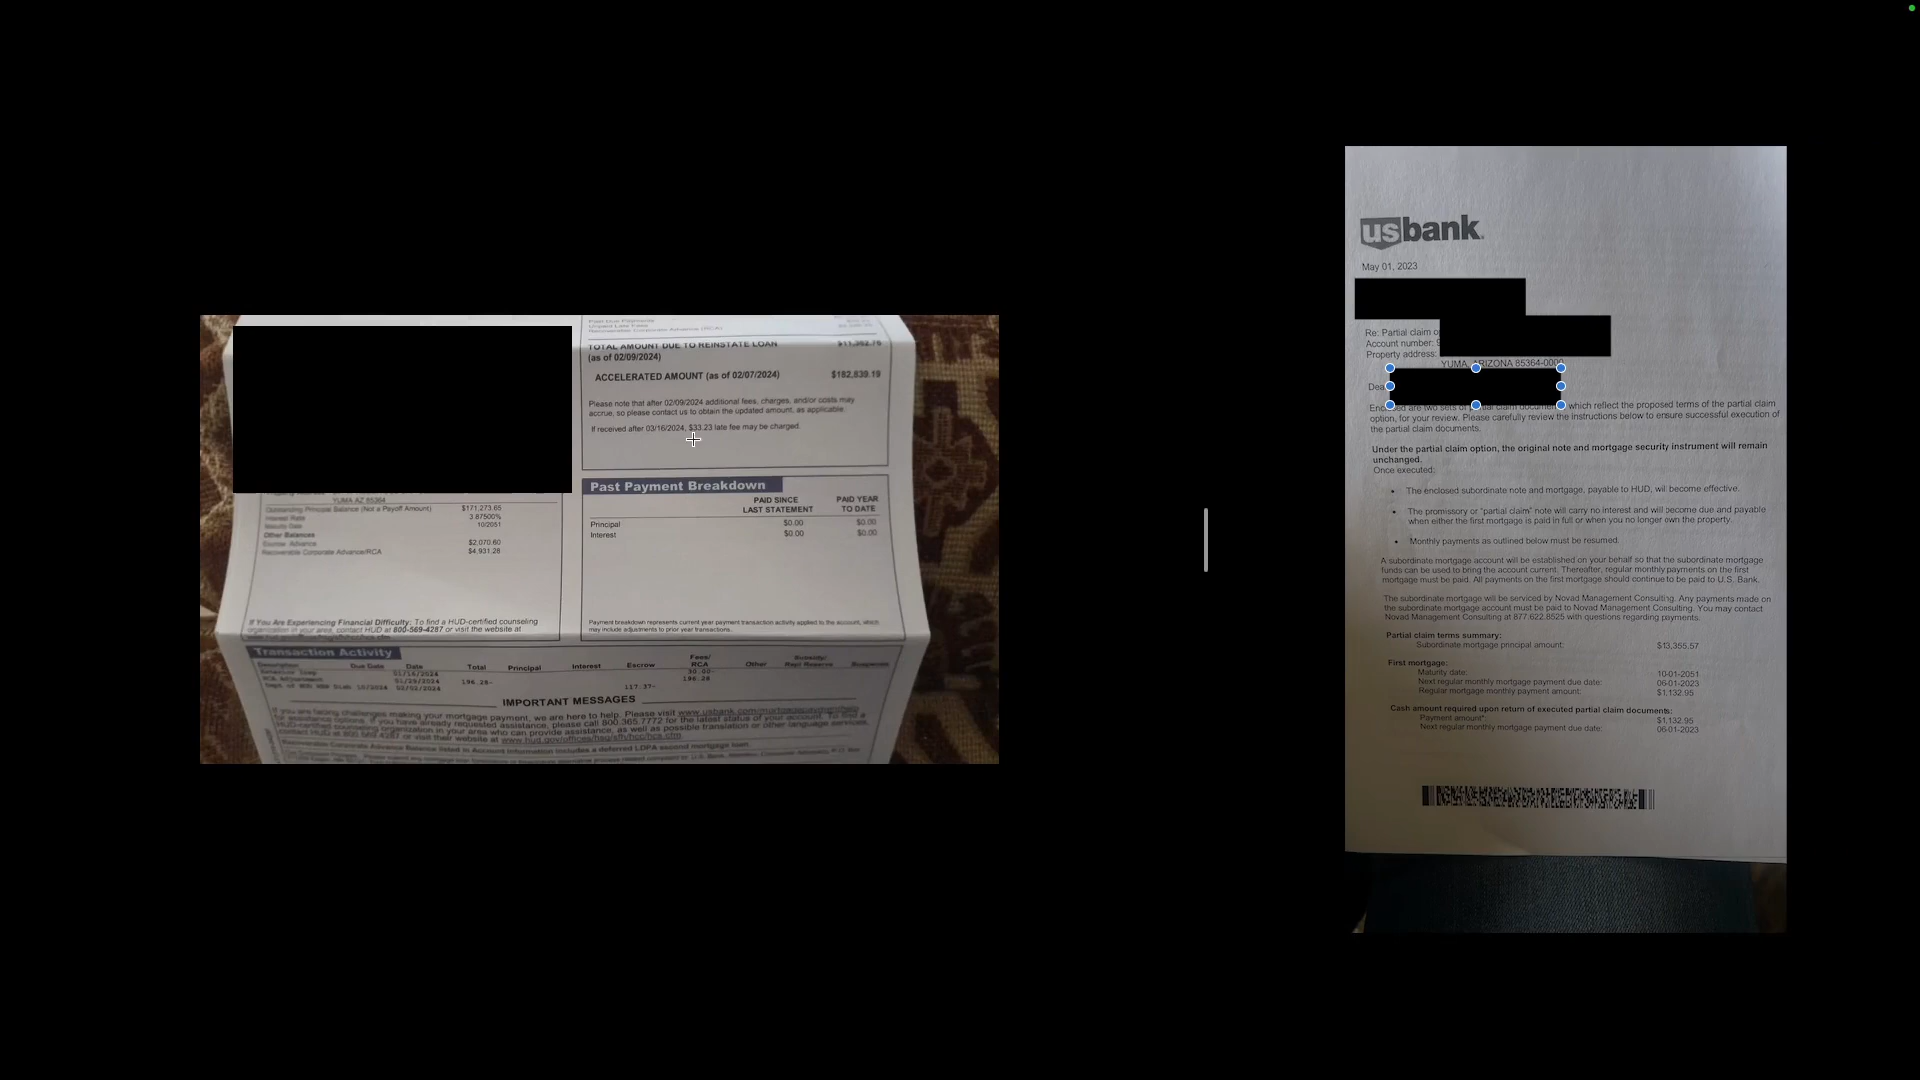 TOTAL AMOUNT DUE TO REINSTATE LOAN $11,362.76
(as of 02/09/2024)
ACCELERATED AMOUNT (as of 02/07/2024) $182,839.19
Please note that after 02/09/2024 additional fees, charges, and/or costs may
accrue, so please contact us to obtain the updated amount, as applicable.
If received after 03/16/2024, $33.23 late fee may be charged.
YUMA AZ 85364
Outstanding Principal Balance (Not a Payoff Amount) $171,273.65
Interest Rate 3.87500%
Maturity Date 10/2051
Other Balances
Escrow Advance $2,070.60
Recoverable Corporate Advance/RCA $4,931.28
If You Are Experiencing Financial Difficulty: To find a HUD-certified counseling
organization in your area, contact HUD at 800-569-4287 or visit the website at
Past Payment Breakdown
PAID SINCE LAST STATEMENT PAID YEAR TO DATE
Principal $0.00 $0.00
Interest $0.00 $0.00
Payment breakdown represents current year payment transaction activity applied to the account, which
may include adjustments to prior year transactions.
Transaction Activity
Description Due Date Date Total Principal Interest Escrow Fees/RCA Other
01/16/2024 30.00-
01/29/2024 196.28- 196.28
10/2024 02/02/2024 117.37-
IMPORTANT MESSAGES
If you are facing challenges making your mortgage payment, we are here to help. Please visit
for assistance options. If you have already requested assistance, please call 800.365.7772 for the latest status of your account. To find a
HUD-certified counseling organization in your area who can provide assistance, as well as possible translation or other language services,
contact HUD at 800.569.4287 or visit their website at
Recoverable Corporate Advance Balance listed in Account Information includes a deferred LDPA second mortgage loan.
usbank.
May 01, 2023
Re: Partial claim
Account number: 9
Property address:
YUMA, ARIZONA 85364-0000
Dea
Enclosed are two sets of partial claim documents which reflect the proposed terms of the partial claim
option, for your review. Please carefully review the instructions below to ensure successful execution of
the partial claim documents.
Under the partial claim option, the original note and mortgage security instrument will remain
unchanged.
Once executed:
• The enclosed subordinate note and mortgage, payable to HUD, will become effective.
• The promissory or "partial claim" note will carry no interest and will become due and payable
when either the first mortgage is paid in full or when you no longer own the property.
• Monthly payments as outlined below must be resumed.
A subordinate mortgage account will be established on your behalf so that the subordinate mortgage
funds can be used to bring the account current. Thereafter, regular monthly payments on the first
mortgage must be paid. All payments on the first mortgage should continue to be paid to U.S. Bank.
The subordinate mortgage will be serviced by Novad Management Consulting. Any payments made on
the subordinate mortgage account must be paid to Novad Management Consulting. You may contact
Novad Management Consulting at 877.622.8525 with questions regarding payments.
Partial claim terms summary:
Subordinate mortgage principal amount: $13,355.57
First mortgage:
Maturity date: 10-01-2051
Next regular monthly mortgage payment due date: 06-01-2023
Regular mortgage monthly payment amount: $1,132.95
Cash amount required upon return of executed partial claim documents:
Payment amount*: $1,132.95
Next regular monthly mortgage payment due date: 06-01-2023